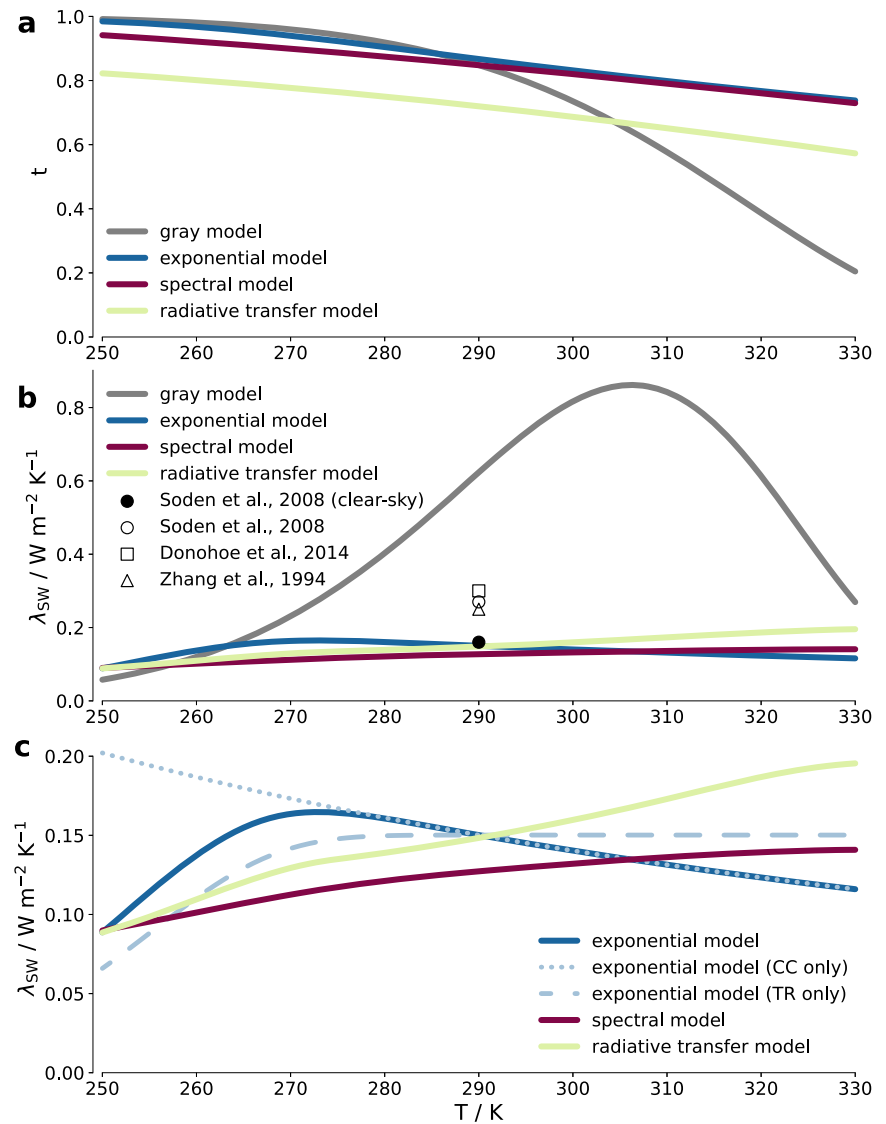 a
1.0
0.8
0.6
0.4
0.2
0.0
t
gray model
exponential model
spectral model
radiative transfer model
250 260 270 280 290 300 310 320 330
b
0.8
0.6
0.4
0.2
0.0
λSW / W m⁻² K⁻¹
gray model
exponential model
spectral model
radiative transfer model
Soden et al., 2008 (clear-sky)
Soden et al., 2008
Donohoe et al., 2014
Zhang et al., 1994
250 260 270 280 290 300 310 320 330
c
0.20
0.15
0.10
0.05
0.00
λSW / W m⁻² K⁻¹
exponential model
exponential model (CC only)
exponential model (TR only)
spectral model
radiative transfer model
250 260 270 280 290 300 310 320 330
T / K